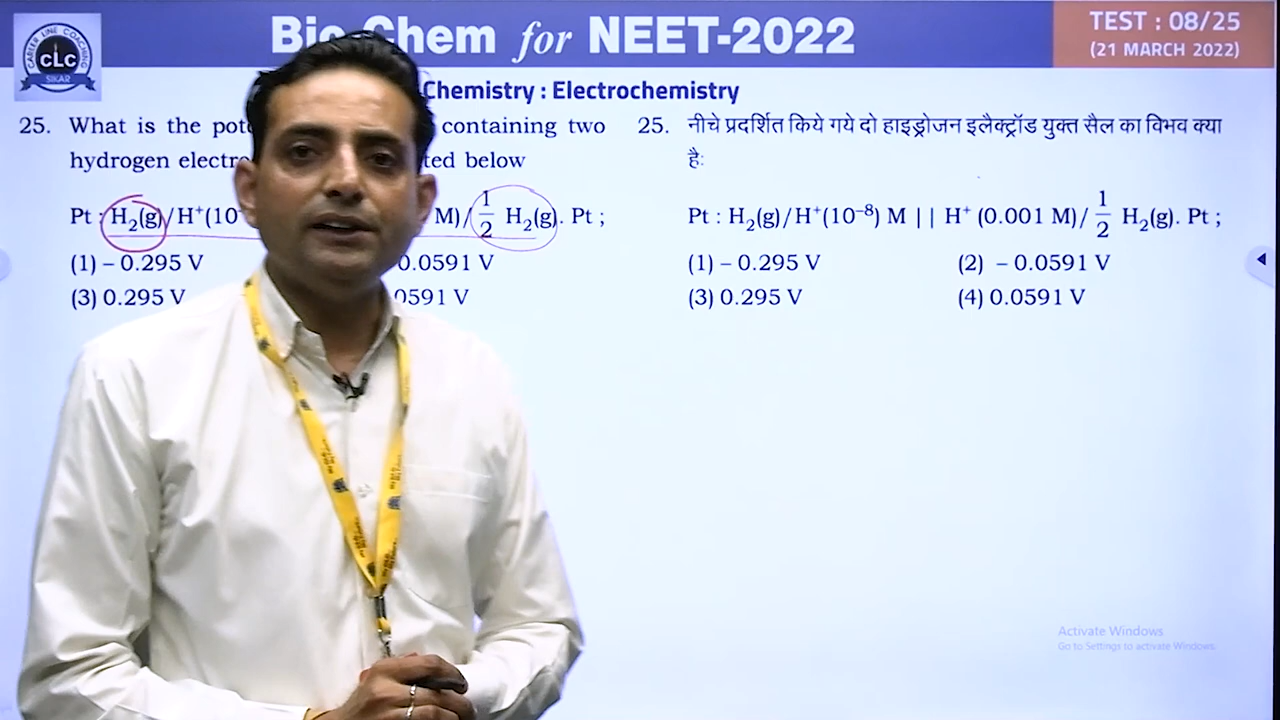 Bio-Chem for NEET-2022
TEST : 08/25
(21 MARCH 2022)
CAREER LINE COACHING
CLC
SIKAR
Chemistry : Electrochemistry
25. What is the containing two
hydrogen ted below
Pt : H₂(g)/H⁺(10 M)/ 1/2 H₂(g). Pt ;
(1) – 0.295 V 0.0591 V
(3) 0.295 V 0591 V
25. नीचे प्रदर्शित किये गये दो हाइड्रोजन इलैक्ट्रॉड युक्त सैल का विभव क्या
है:
Pt : H₂(g)/H⁺(10⁻⁸) M || H⁺ (0.001 M)/ 1/2 H₂(g). Pt ;
(1) – 0.295 V (2) – 0.0591 V
(3) 0.295 V (4) 0.0591 V
Activate Windows
Go to Settings to activate Windows.